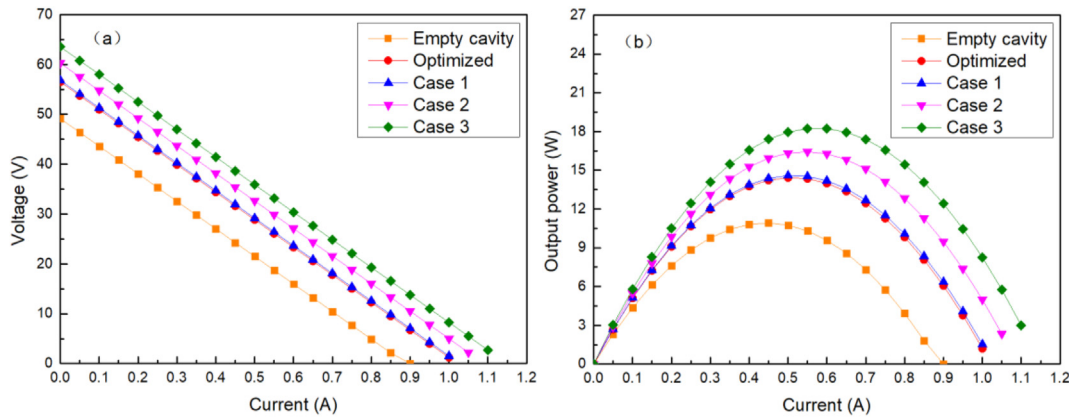 (a)
Empty cavity
Optimized
Case 1
Case 2
Case 3
Voltage (V)
70
60
50
40
30
20
10
0
0.0 0.1 0.2 0.3 0.4 0.5 0.6 0.7 0.8 0.9 1.0 1.1 1.2
Current (A)
(b)
Empty cavity
Optimized
Case 1
Case 2
Case 3
Output power (W)
27
24
21
18
15
12
9
6
3
0
0.0 0.1 0.2 0.3 0.4 0.5 0.6 0.7 0.8 0.9 1.0 1.1 1.2
Current (A)